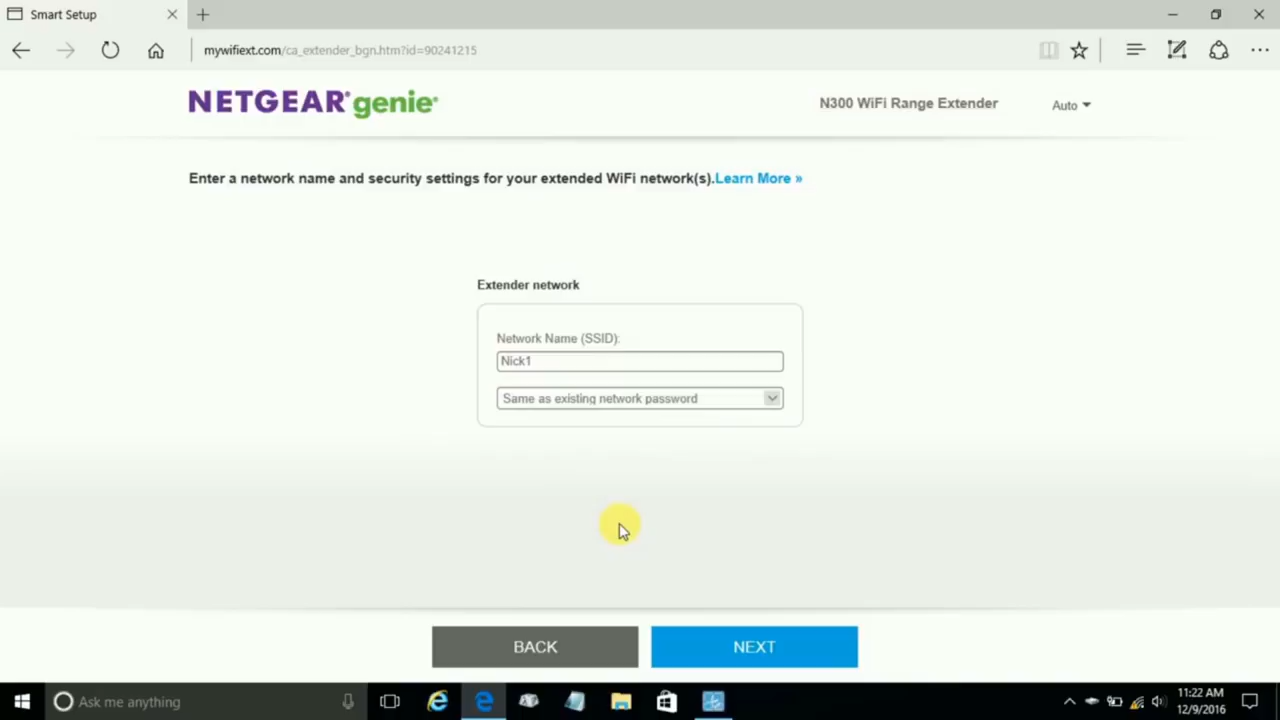 Smart Setup
mywifiext.com/ca_extender_bgn.htm?id=90241215
NETGEAR® genie®
N300 WiFi Range Extender
Auto
Enter a network name and security settings for your extended WiFi network(s).Learn More »
Extender network
Network Name (SSID):
Nick1
Same as existing network password
BACK
NEXT
Ask me anything
11:22 AM
12/9/2016